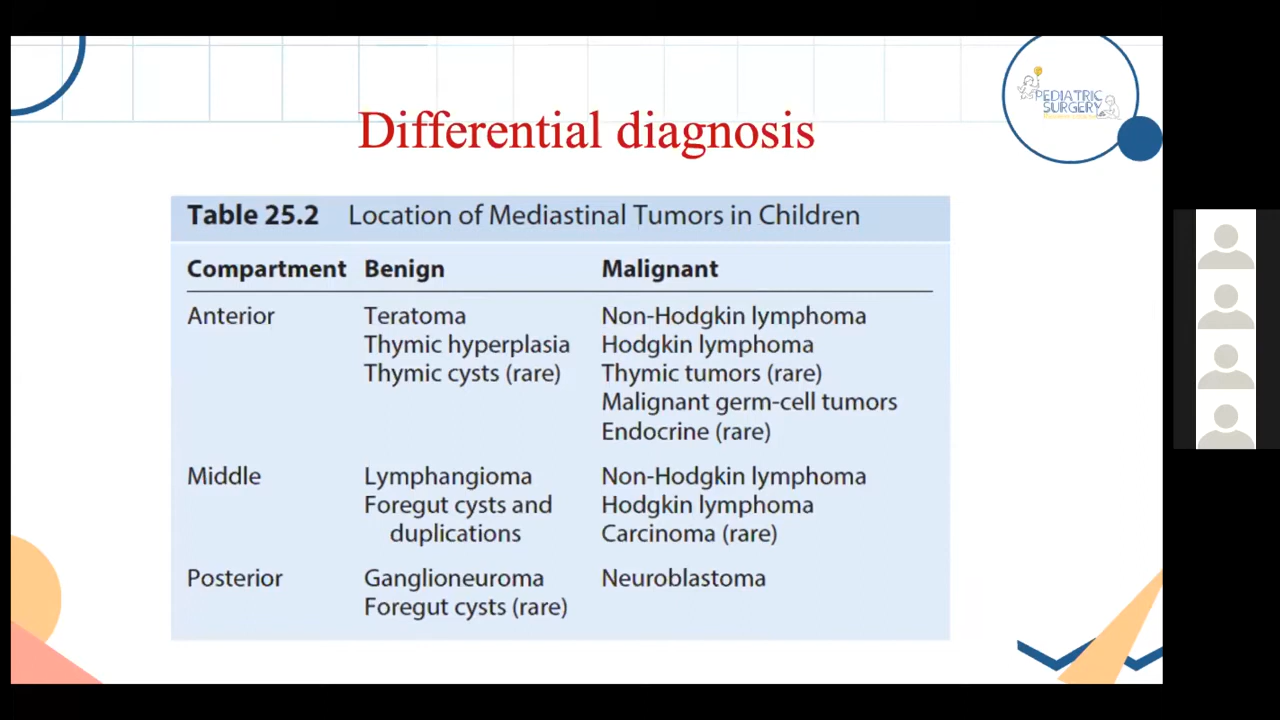 PEDIATRIC
SURGERY
Differential diagnosis
Table 25.2 Location of Mediastinal Tumors in Children
Compartment Benign Malignant
Anterior Teratoma Non-Hodgkin lymphoma
Thymic hyperplasia Hodgkin lymphoma
Thymic cysts (rare) Thymic tumors (rare)
Malignant germ-cell tumors
Endocrine (rare)
Middle Lymphangioma Non-Hodgkin lymphoma
Foregut cysts and Hodgkin lymphoma
duplications Carcinoma (rare)
Posterior Ganglioneuroma Neuroblastoma
Foregut cysts (rare)